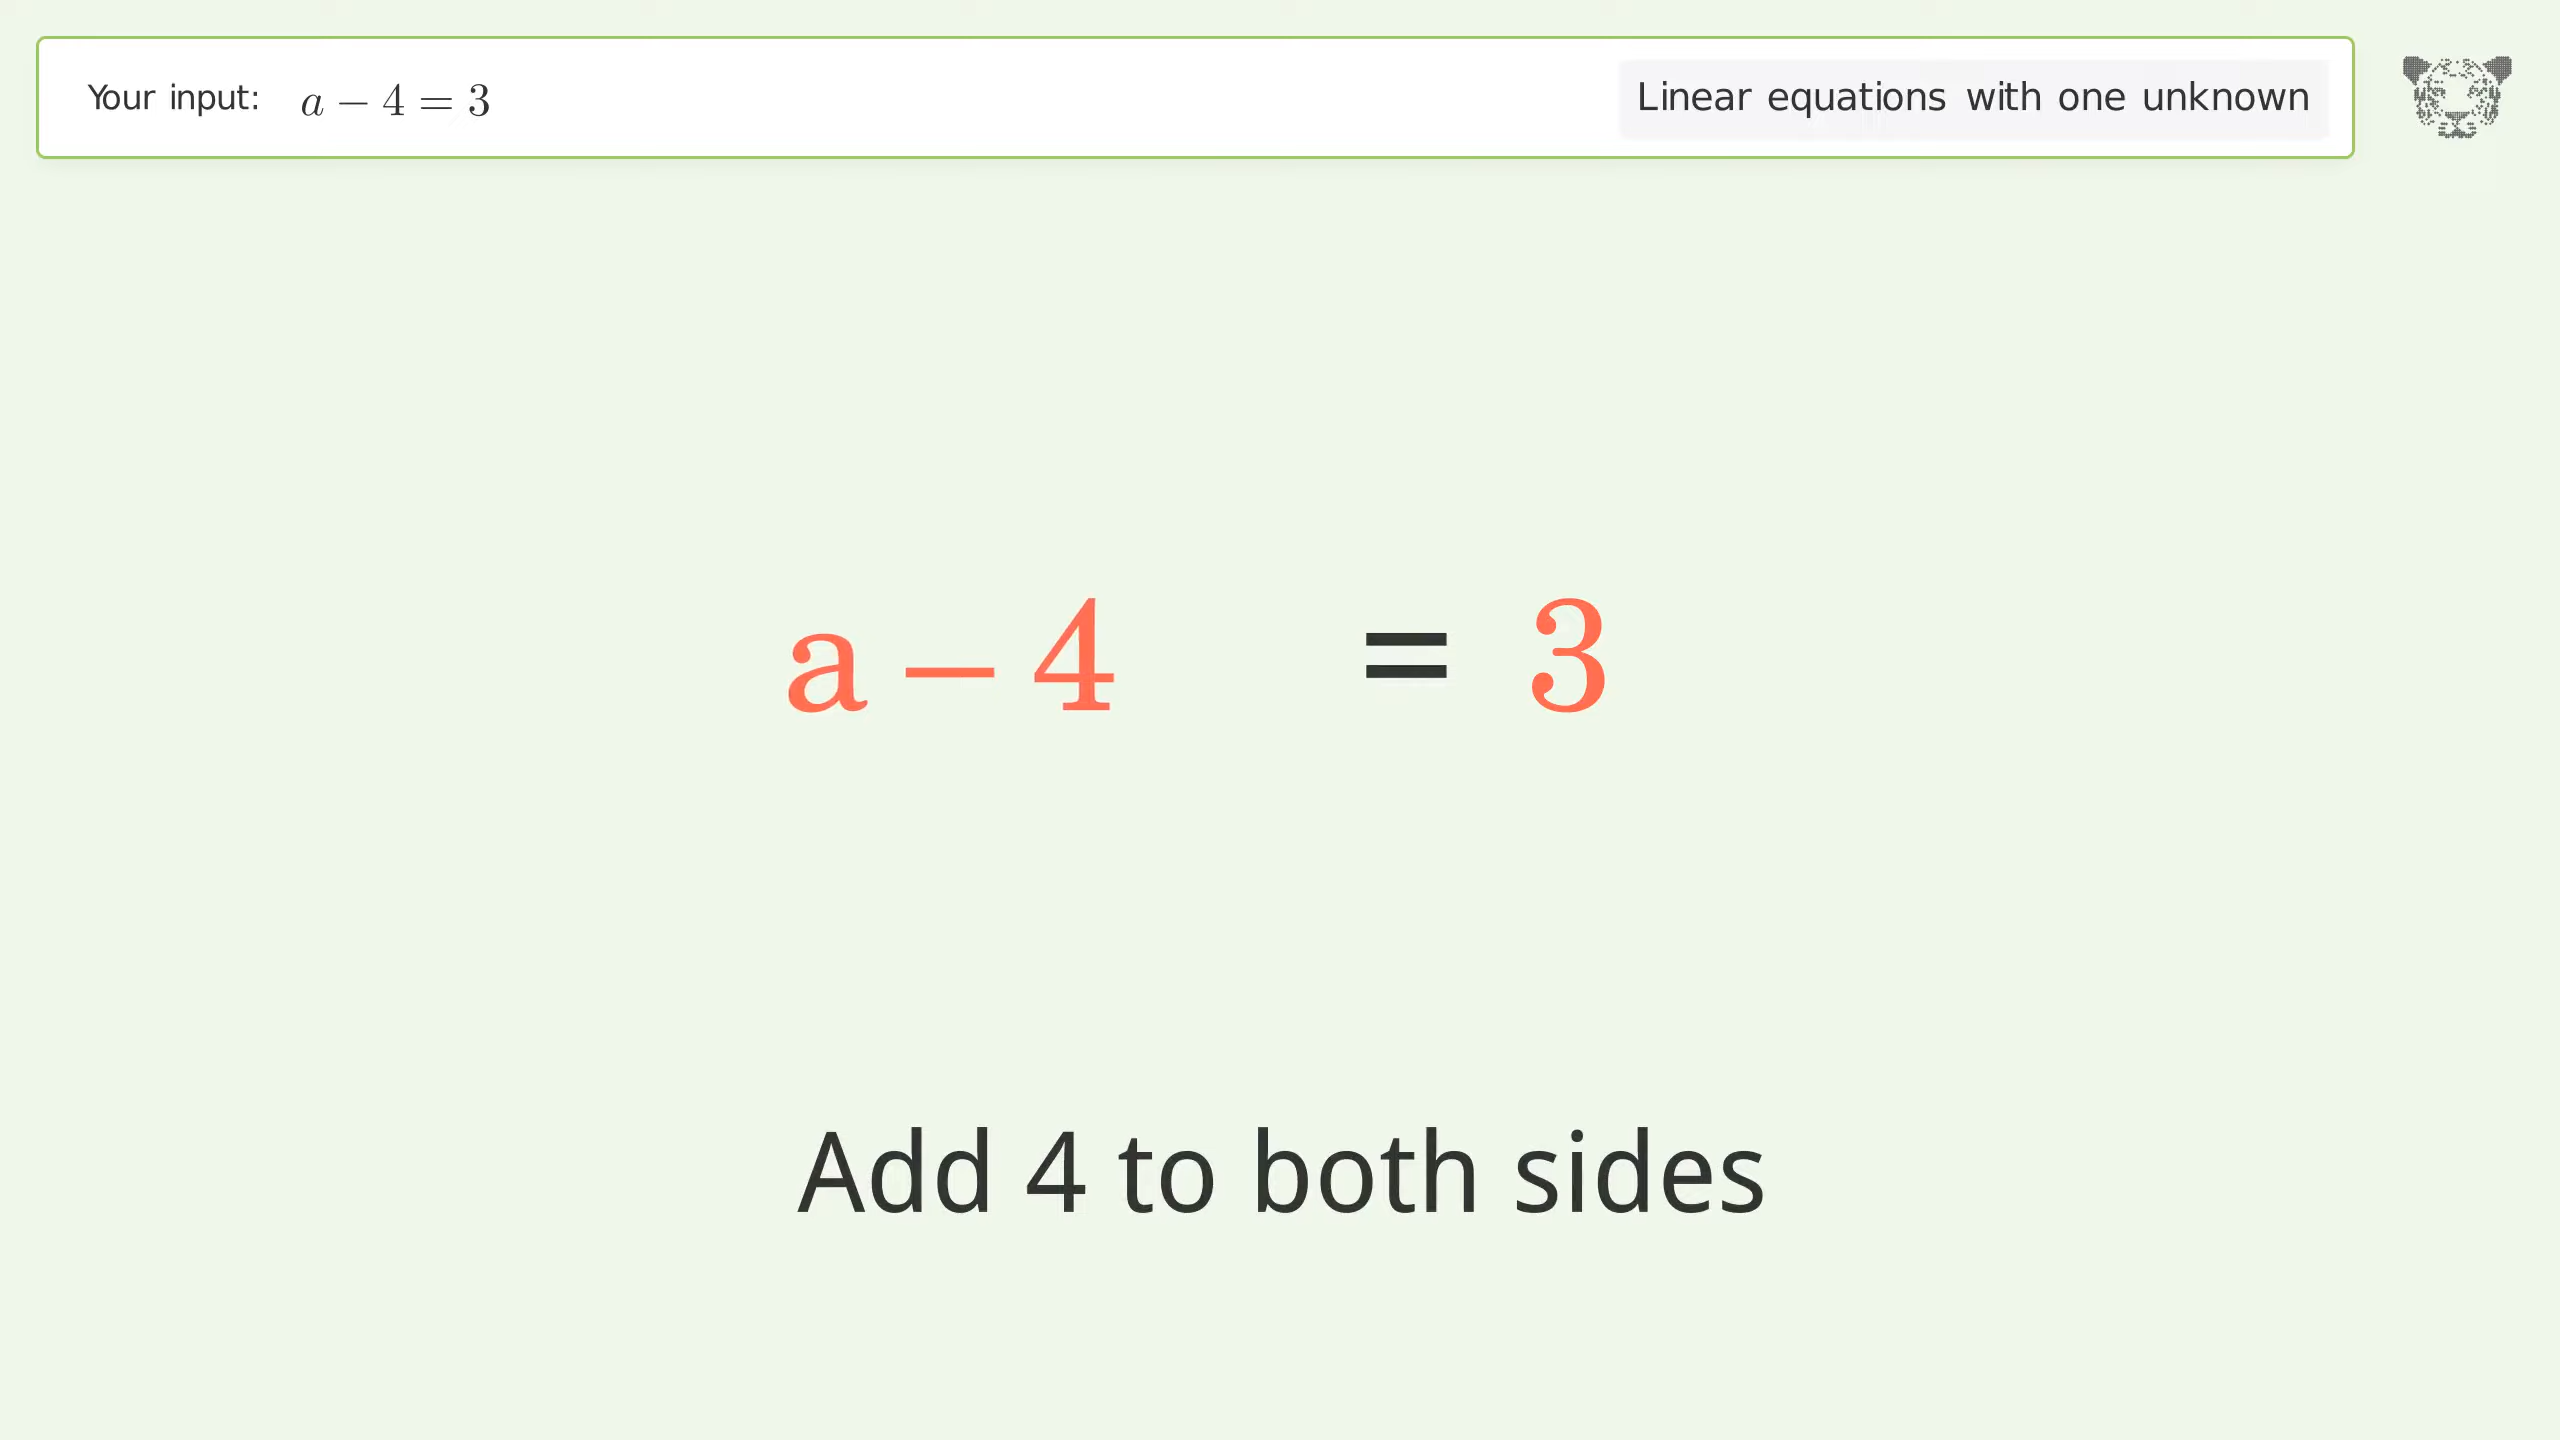 Your input: a − 4 = 3
Linear equations with one unknown
a – 4 = 3
Add 4 to both sides